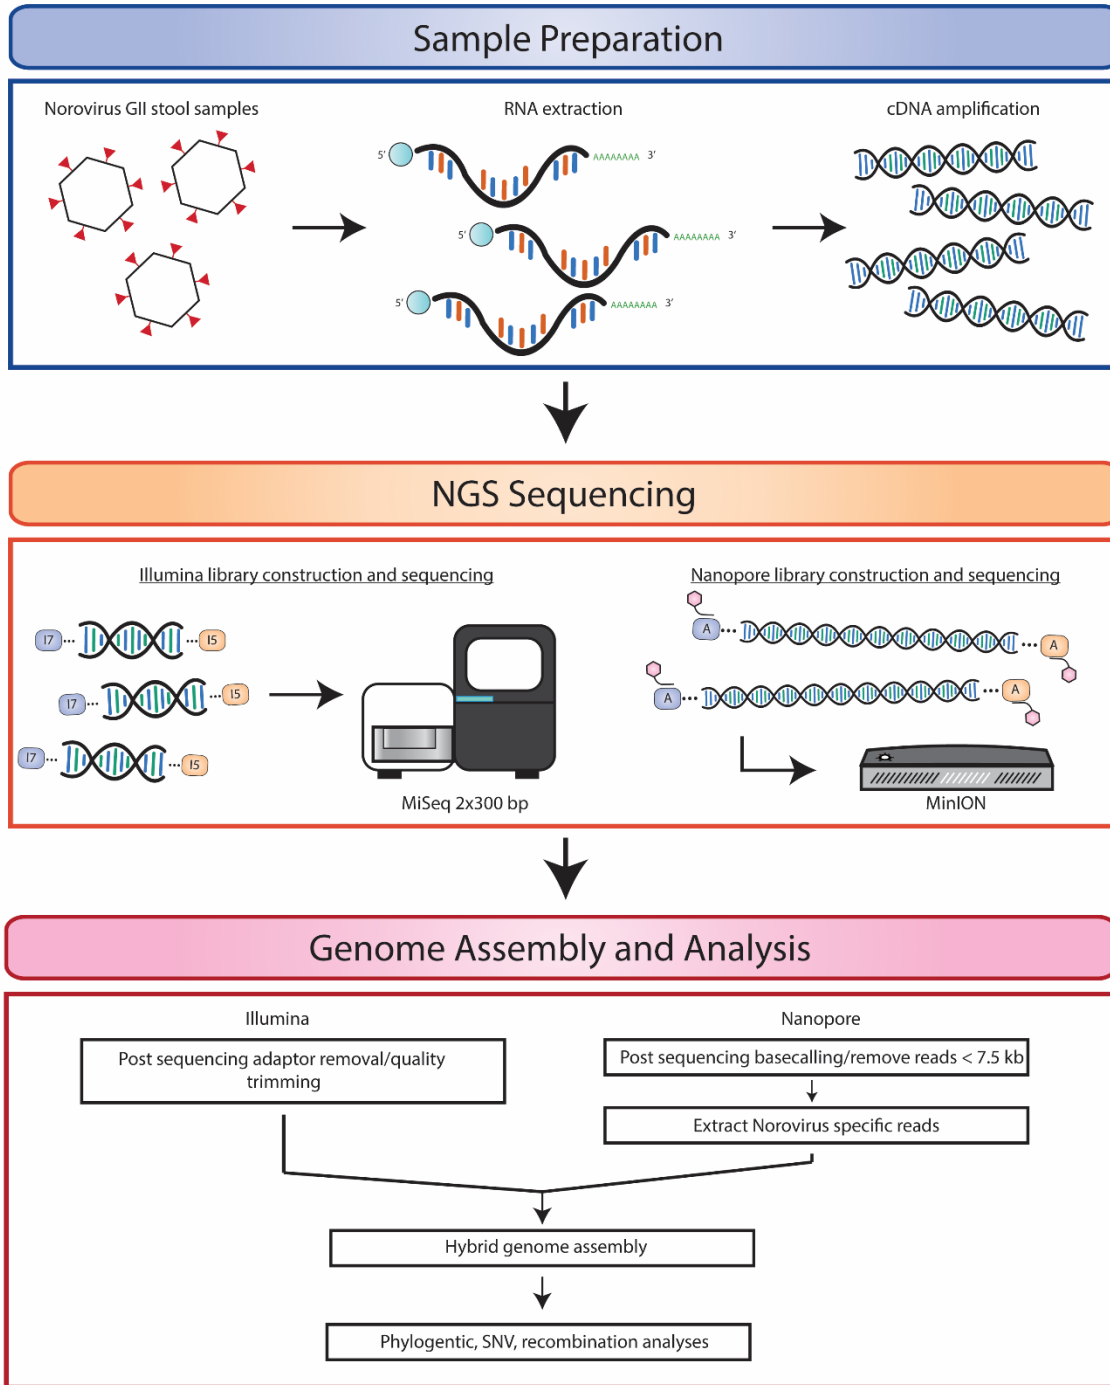 Sample Preparation
Norovirus GII stool samples
RNA extraction
cDNA amplification
5′ AAAAAAAA 3′
5′ AAAAAAAA 3′
5′ AAAAAAAA 3′
NGS Sequencing
Illumina library construction and sequencing
Nanopore library construction and sequencing
I7 I5
I7 I5
I7 I5
A A
A A
MiSeq 2x300 bp
MinION
Genome Assembly and Analysis
Illumina
Nanopore
Post sequencing adaptor removal/quality
trimming
Post sequencing basecalling/remove reads < 7.5 kb
Extract Norovirus specific reads
Hybrid genome assembly
Phylogentic, SNV, recombination analyses